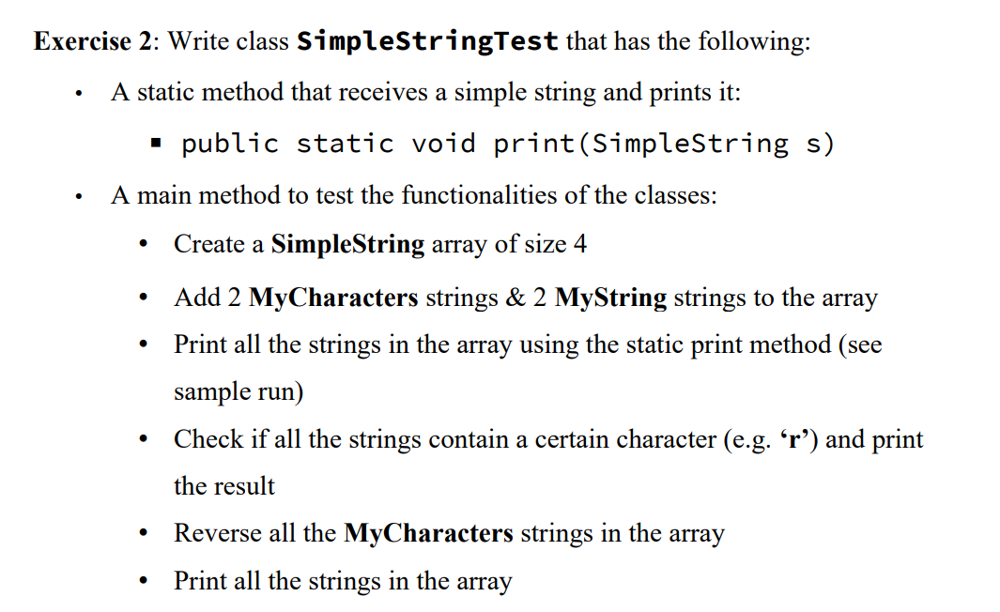 Exercise 2: Write class SimpleStringTest that has the following:
• A static method that receives a simple string and prints it:
▪ public static void print(SimpleString s)
• A main method to test the functionalities of the classes:
• Create a SimpleString array of size 4
• Add 2 MyCharacters strings & 2 MyString strings to the array
• Print all the strings in the array using the static print method (see
sample run)
• Check if all the strings contain a certain character (e.g. ‘r’) and print
the result
• Reverse all the MyCharacters strings in the array
• Print all the strings in the array